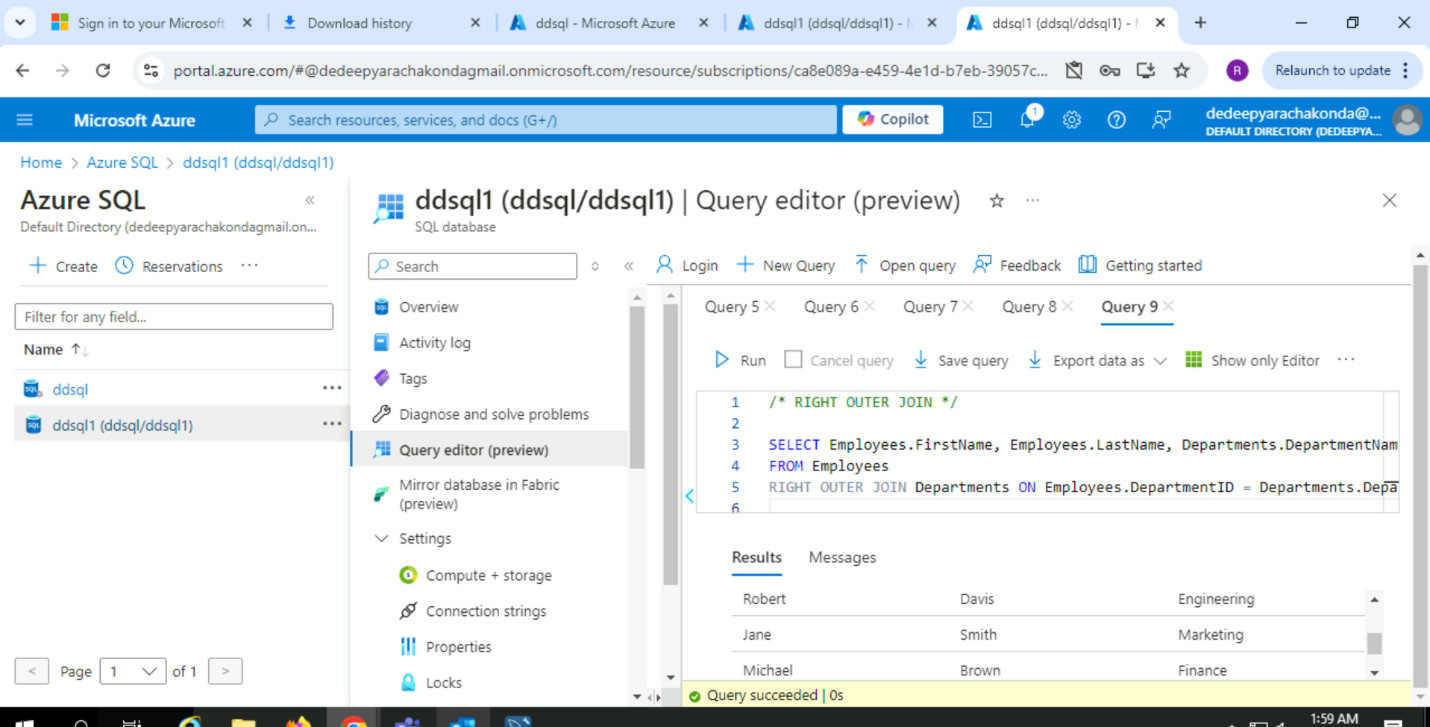 Sign in to your Microsoft
Download history
ddsql - Microsoft Azure
ddsql1 (ddsql/ddsql1) -
ddsql1 (ddsql/ddsql1) -
portal.azure.com/#@dedeepyarachakondagmail.onmicrosoft.com/resource/subscriptions/ca8e089a-e459-4e1d-b7eb-39057c...
R
Relaunch to update
Microsoft Azure
Search resources, services, and docs (G+/)
Copilot
1
dedeepyarachakonda@...
DEFAULT DIRECTORY (DEDEEPYA...
Home > Azure SQL > ddsql1 (ddsql/ddsql1)
Azure SQL
Default Directory (dedeepyarachakondagmail.on...
Create
Reservations
Filter for any field...
Name
ddsql
ddsql1 (ddsql/ddsql1)
< Page 1 of 1 >
ddsql1 (ddsql/ddsql1) | Query editor (preview)
SQL database
Search
Overview
Activity log
Tags
Diagnose and solve problems
Query editor (preview)
Mirror database in Fabric
(preview)
Settings
Compute + storage
Connection strings
Properties
Locks
Login
New Query
Open query
Feedback
Getting started
Query 5
Query 6
Query 7
Query 8
Query 9
Run
Cancel query
Save query
Export data as
Show only Editor
1 /* RIGHT OUTER JOIN */
2
3 SELECT Employees.FirstName, Employees.LastName, Departments.DepartmentNam
4 FROM Employees
5 RIGHT OUTER JOIN Departments ON Employees.DepartmentID = Departments.Depa
6
Results
Messages
Robert Davis Engineering
Jane Smith Marketing
Michael Brown Finance
Query succeeded | 0s
1:59 AM